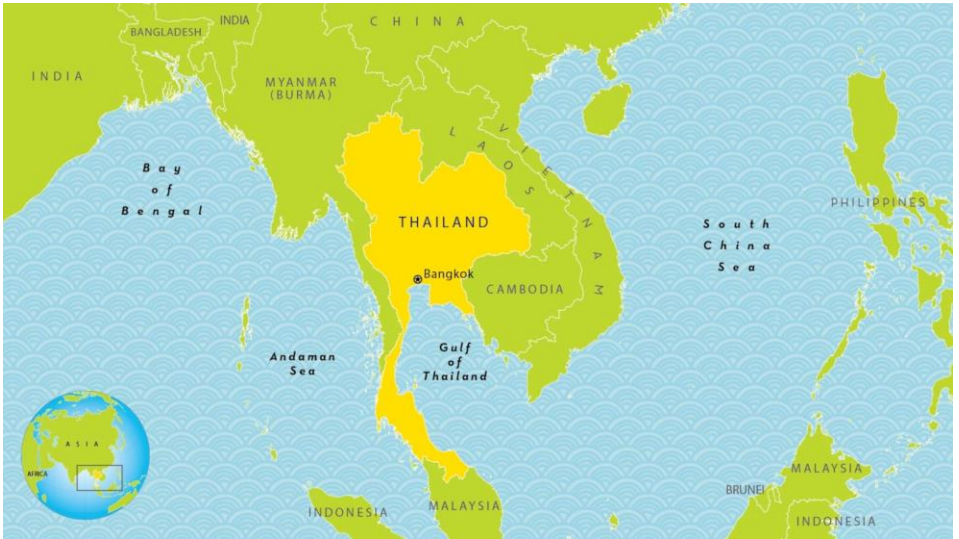 CHINA
INDIA
BANGLADESH
INDIA
MYANMAR
(BURMA)
LAOS
VIETNAM
Bay
of
Bengal
THAILAND
PHILIPPINES
South
China
Sea
Bangkok
CAMBODIA
Andaman
Sea
Gulf
of
Thailand
ASIA
AFRICA
MALAYSIA
BRUNEI
INDONESIA
MALAYSIA
INDONESIA